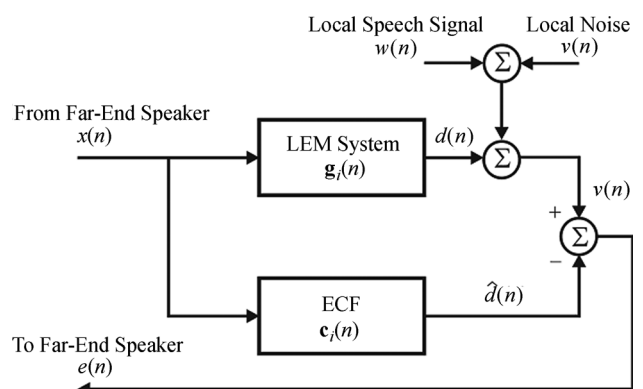 Local Speech Signal
w(n)
Local Noise
v(n)
Σ
From Far-End Speaker
x(n)
LEM System
g_i(n)
d(n)
Σ
v(n)
+
Σ
−
ECF
c_i(n)
d̂(n)
To Far-End Speaker
e(n)